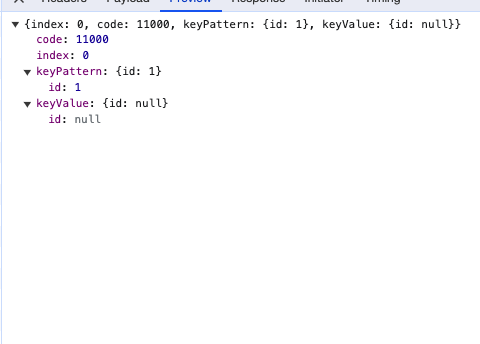 Headers Payload Preview Response Initiator Timing
{index: 0, code: 11000, keyPattern: {id: 1}, keyValue: {id: null}}
code: 11000
index: 0
keyPattern: {id: 1}
id: 1
keyValue: {id: null}
id: null